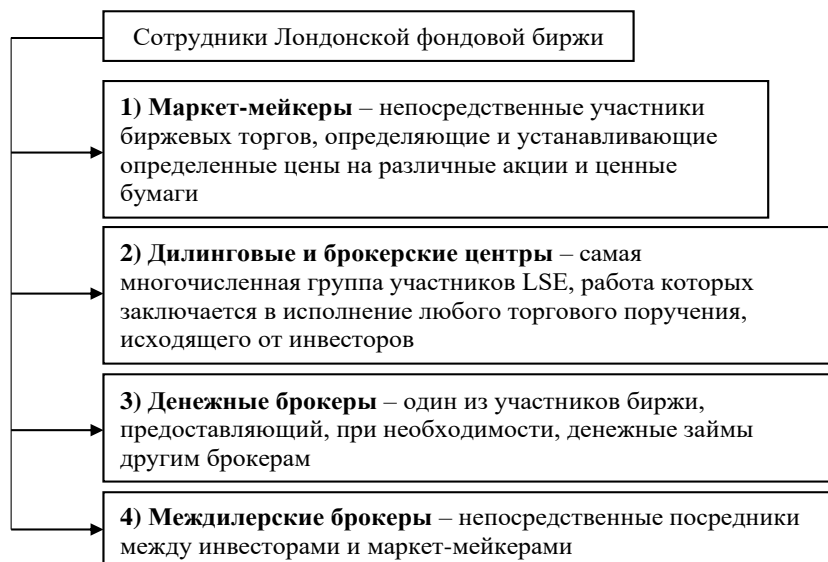 Сотрудники Лондонской фондовой биржи
1) Маркет-мейкеры – непосредственные участники
биржевых торгов, определяющие и устанавливающие
определенные цены на различные акции и ценные
бумаги
2) Дилинговые и брокерские центры – самая
многочисленная группа участников LSE, работа которых
заключается в исполнение любого торгового поручения,
исходящего от инвесторов
3) Денежные брокеры – один из участников биржи,
предоставляющий, при необходимости, денежные займы
другим брокерам
4) Междилерские брокеры – непосредственные посредники
между инвесторами и маркет-мейкерами